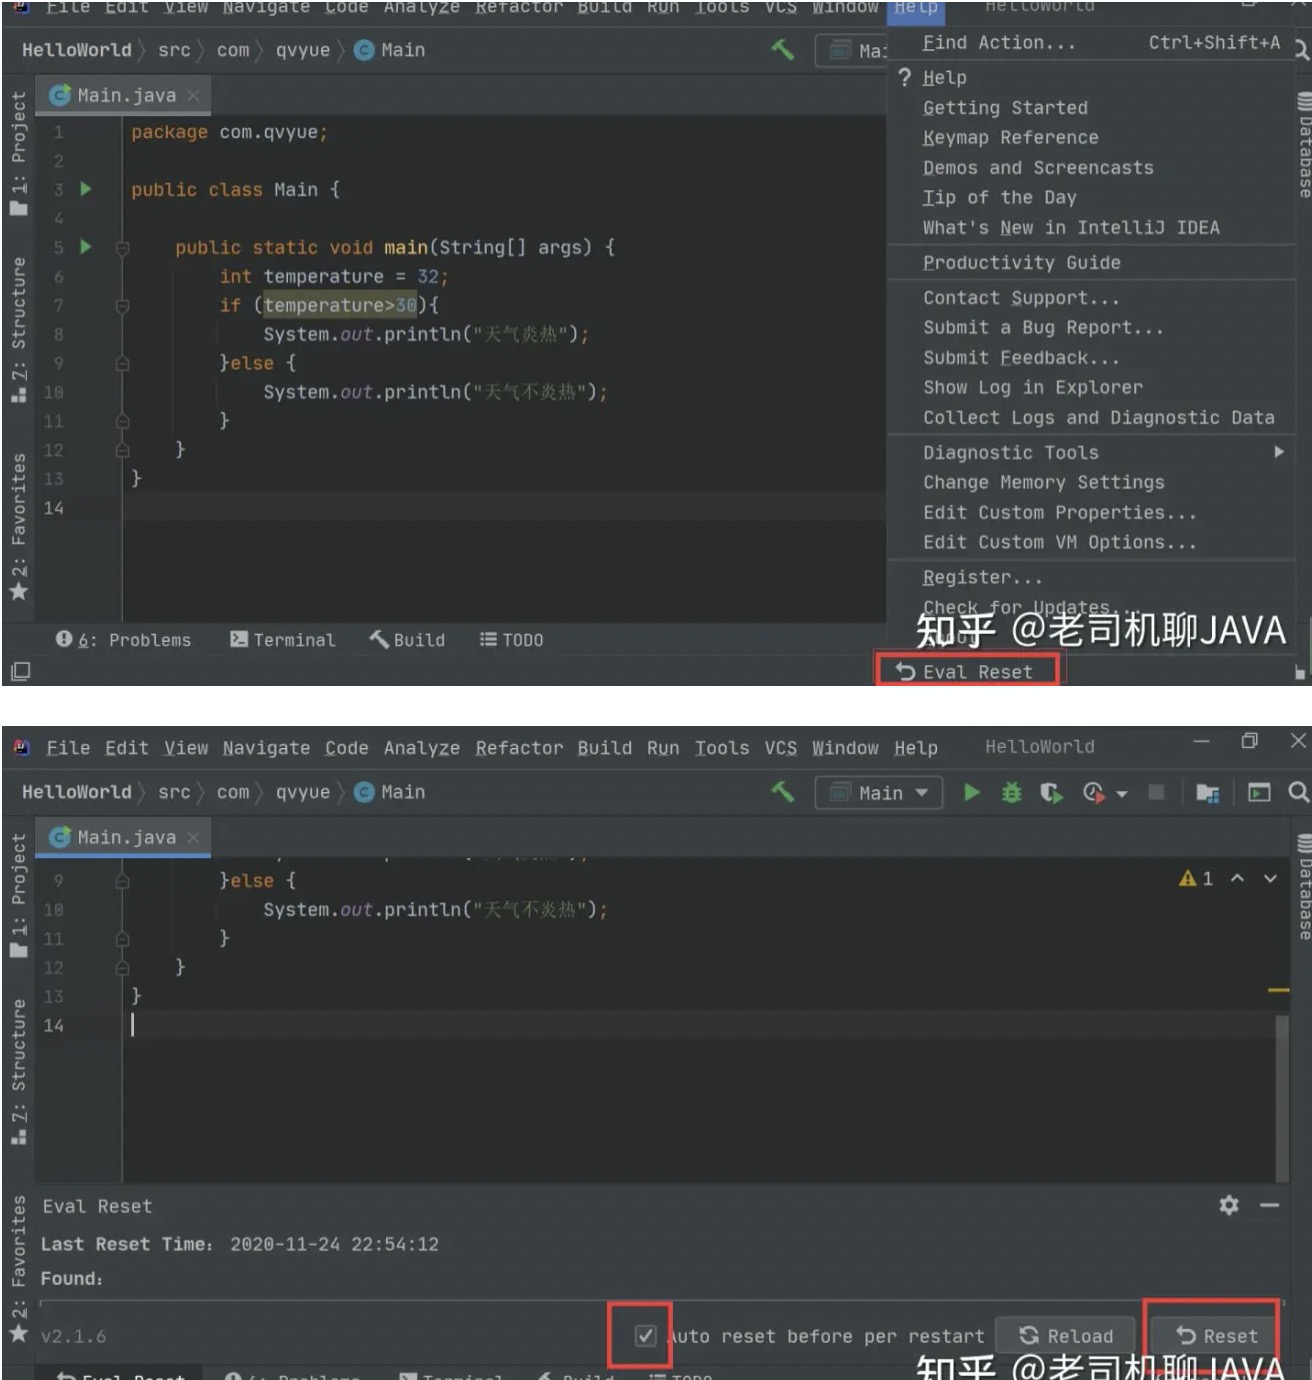 File Edit View Navigate Code Analyze Refactor Build Run Tools VCS Window Help HelloWorld
HelloWorld src com qvyue Main
Main.java
1 package com.qvyue;
2
3 public class Main {
4
5 public static void main(String[] args) {
6 int temperature = 32;
7 if (temperature>30){
8 System.out.println("天气炎热");
9 }else {
10 System.out.println("天气不炎热");
11 }
12 }
13 }
14
1: Project
7: Structure
2: Favorites
Find Action... Ctrl+Shift+A
? Help
Getting Started
Keymap Reference
Demos and Screencasts
Tip of the Day
What's New in IntelliJ IDEA
Productivity Guide
Contact Support...
Submit a Bug Report...
Submit Feedback...
Show Log in Explorer
Collect Logs and Diagnostic Data
Diagnostic Tools
Change Memory Settings
Edit Custom Properties...
Edit Custom VM Options...
Register...
Check for Updates...
知乎 @老司机聊JAVA
Eval Reset
Database
6: Problems Terminal Build TODO
File Edit View Navigate Code Analyze Refactor Build Run Tools VCS Window Help HelloWorld
HelloWorld src com qvyue Main Main
Main.java
9 }else {
10 System.out.println("天气不炎热");
11 }
12 }
13 }
14
1
1: Project
7: Structure
2: Favorites
Database
Eval Reset
Last Reset Time: 2020-11-24 22:54:12
Found:
v2.1.6 Auto reset before per restart Reload Reset
知乎 @老司机聊JAVA
Eval Reset 6: Problems Terminal Build TODO